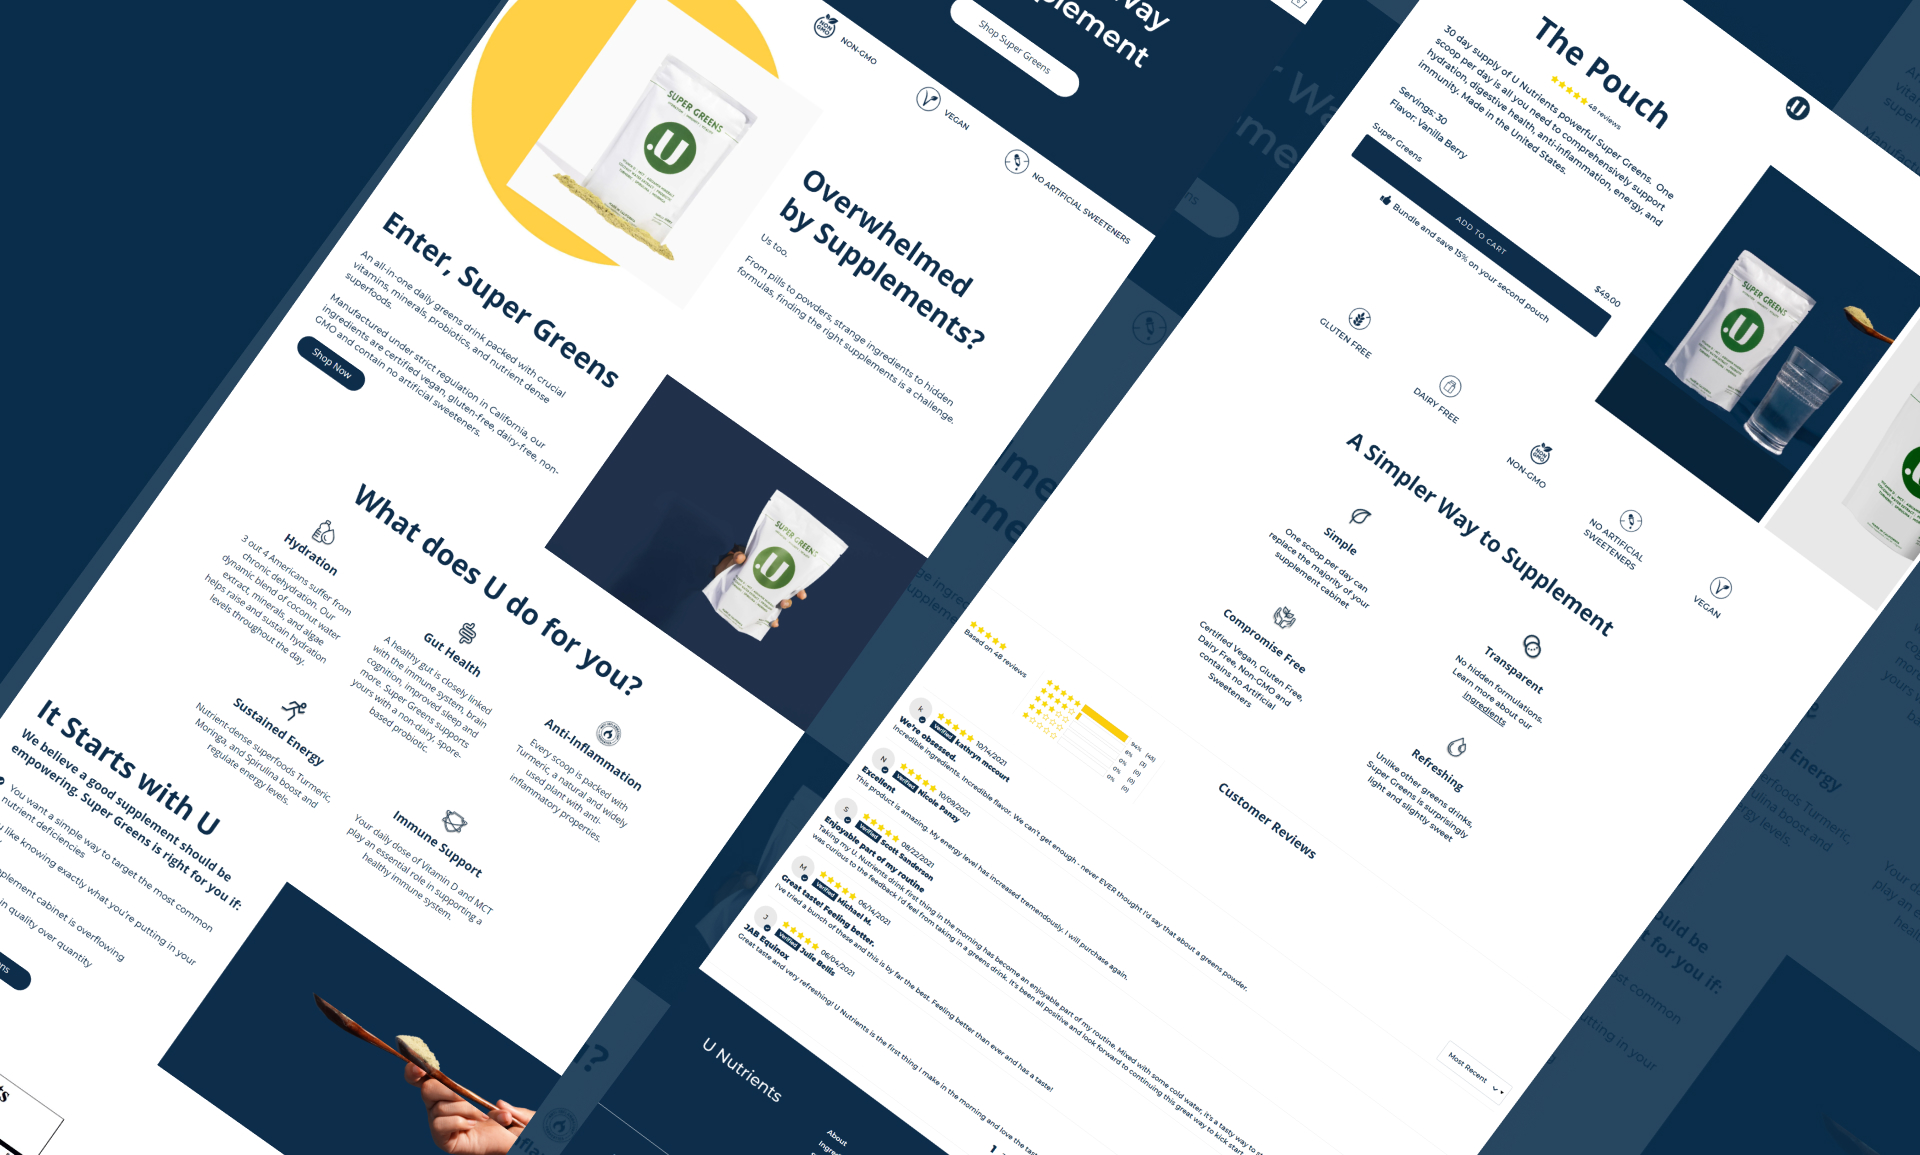 way
plement
Shop Super Greens
NON-GMO
VEGAN
NO ARTIFICIAL SWEETENERS
SUPER GREENS
.U
Overwhelmed
by Supplements?
Us too.
From pills to powders, strange ingredients to hidden
formulas, finding the right supplements is a challenge.
Enter, Super Greens
An all-in-one daily greens drink packed with crucial
vitamins, minerals, probiotics, and nutrient dense
superfoods.
Manufactured under strict regulation in California, our
ingredients are certified vegan, gluten-free, dairy-free, non-
GMO and contain no artificial sweeteners.
Shop Now
SUPER GREENS
.U
What does U do for you?
Hydration
3 out 4 Americans suffer from
chronic dehydration. Our
dynamic blend of coconut water
extract, minerals, and algae
helps raise and sustain hydration
levels throughout the day.
Gut Health
A healthy gut is closely linked
with the immune system, brain
cognition, improved sleep and
more. Super Greens supports
yours with a non-dairy, spore-
based probiotic.
Anti-Inflammation
Every scoop is packed with
Turmeric, a natural and widely
used plant with anti-
inflammatory properties.
Sustained Energy
Nutrient-dense superfoods Turmeric,
Moringa, and Spirulina boost and
regulate energy levels.
Immune Support
Your daily dose of Vitamin D and MCT
play an essential role in supporting a
healthy immune system.
It Starts with U
We believe a good supplement should be
empowering. Super Greens is right for you if:
You want a simple way to target the most common
nutrient deficiencies
like knowing exactly what you're putting in your
plement cabinet is overflowing
in quality over quantity
The Pouch
48 reviews
30 day supply of U Nutrients powerful Super Greens. One
scoop per day is all you need to comprehensively support
hydration, digestive health, anti-inflammation, energy, and
immunity. Made in the United States.
Servings: 30
Flavor: Vanilla Berry
Super Greens
$49.00
ADD TO CART
Bundle and save 15% on your second pouch
.U
SUPER GREENS
.U
GLUTEN FREE
DAIRY FREE
NON-GMO
NO ARTIFICIAL
SWEETENERS
VEGAN
A Simpler Way to Supplement
Simple
One scoop per day can
replace the majority of your
supplement cabinet
Compromise Free
Certified Vegan, Gluten Free,
Dairy Free, Non-GMO and
contains no Artificial
Sweeteners
Transparent
No hidden formulations.
Learn more about our
ingredients
Refreshing
Unlike other greens drinks,
Super Greens is surprisingly
light and slightly sweet
Customer Reviews
Based on 48 reviews
94%
6%
0%
0%
0%
(3)
(0)
(0)
(0)
Most Recent
K
10/14/2021
Verified kathryn mccourt
We're obsessed.
Incredible ingredients. Incredible flavor. We can't get enough - never EVER thought I'd say that about a greens powder.
N
10/09/2021
Verified Nicole Panzy
Excellent
This product is amazing. My energy level has increased tremendously. I will purchase again.
S
08/22/2021
Verified Scott Sanderson
Enjoyable part of my routine
Taking my U. Nutrients drink first thing in the morning has become an enjoyable part of my routine. Mixed with some cold water, it's a tasty way to
was curious to the feedback I'd feel from taking in a greens drink. It's been all positive and look forward to continuing this great way to kick start
M
06/14/2021
Verified Michael M.
Great taste! Feeling better.
I've tried a bunch of these and this is by far the best. Feeling better than ever and has a taste!
J
06/04/2021
Verified Julie Bellis
JAB Equinox
Great taste and very refreshing! U Nutrients is the first thing I make in the morning and love the
U Nutrients
About